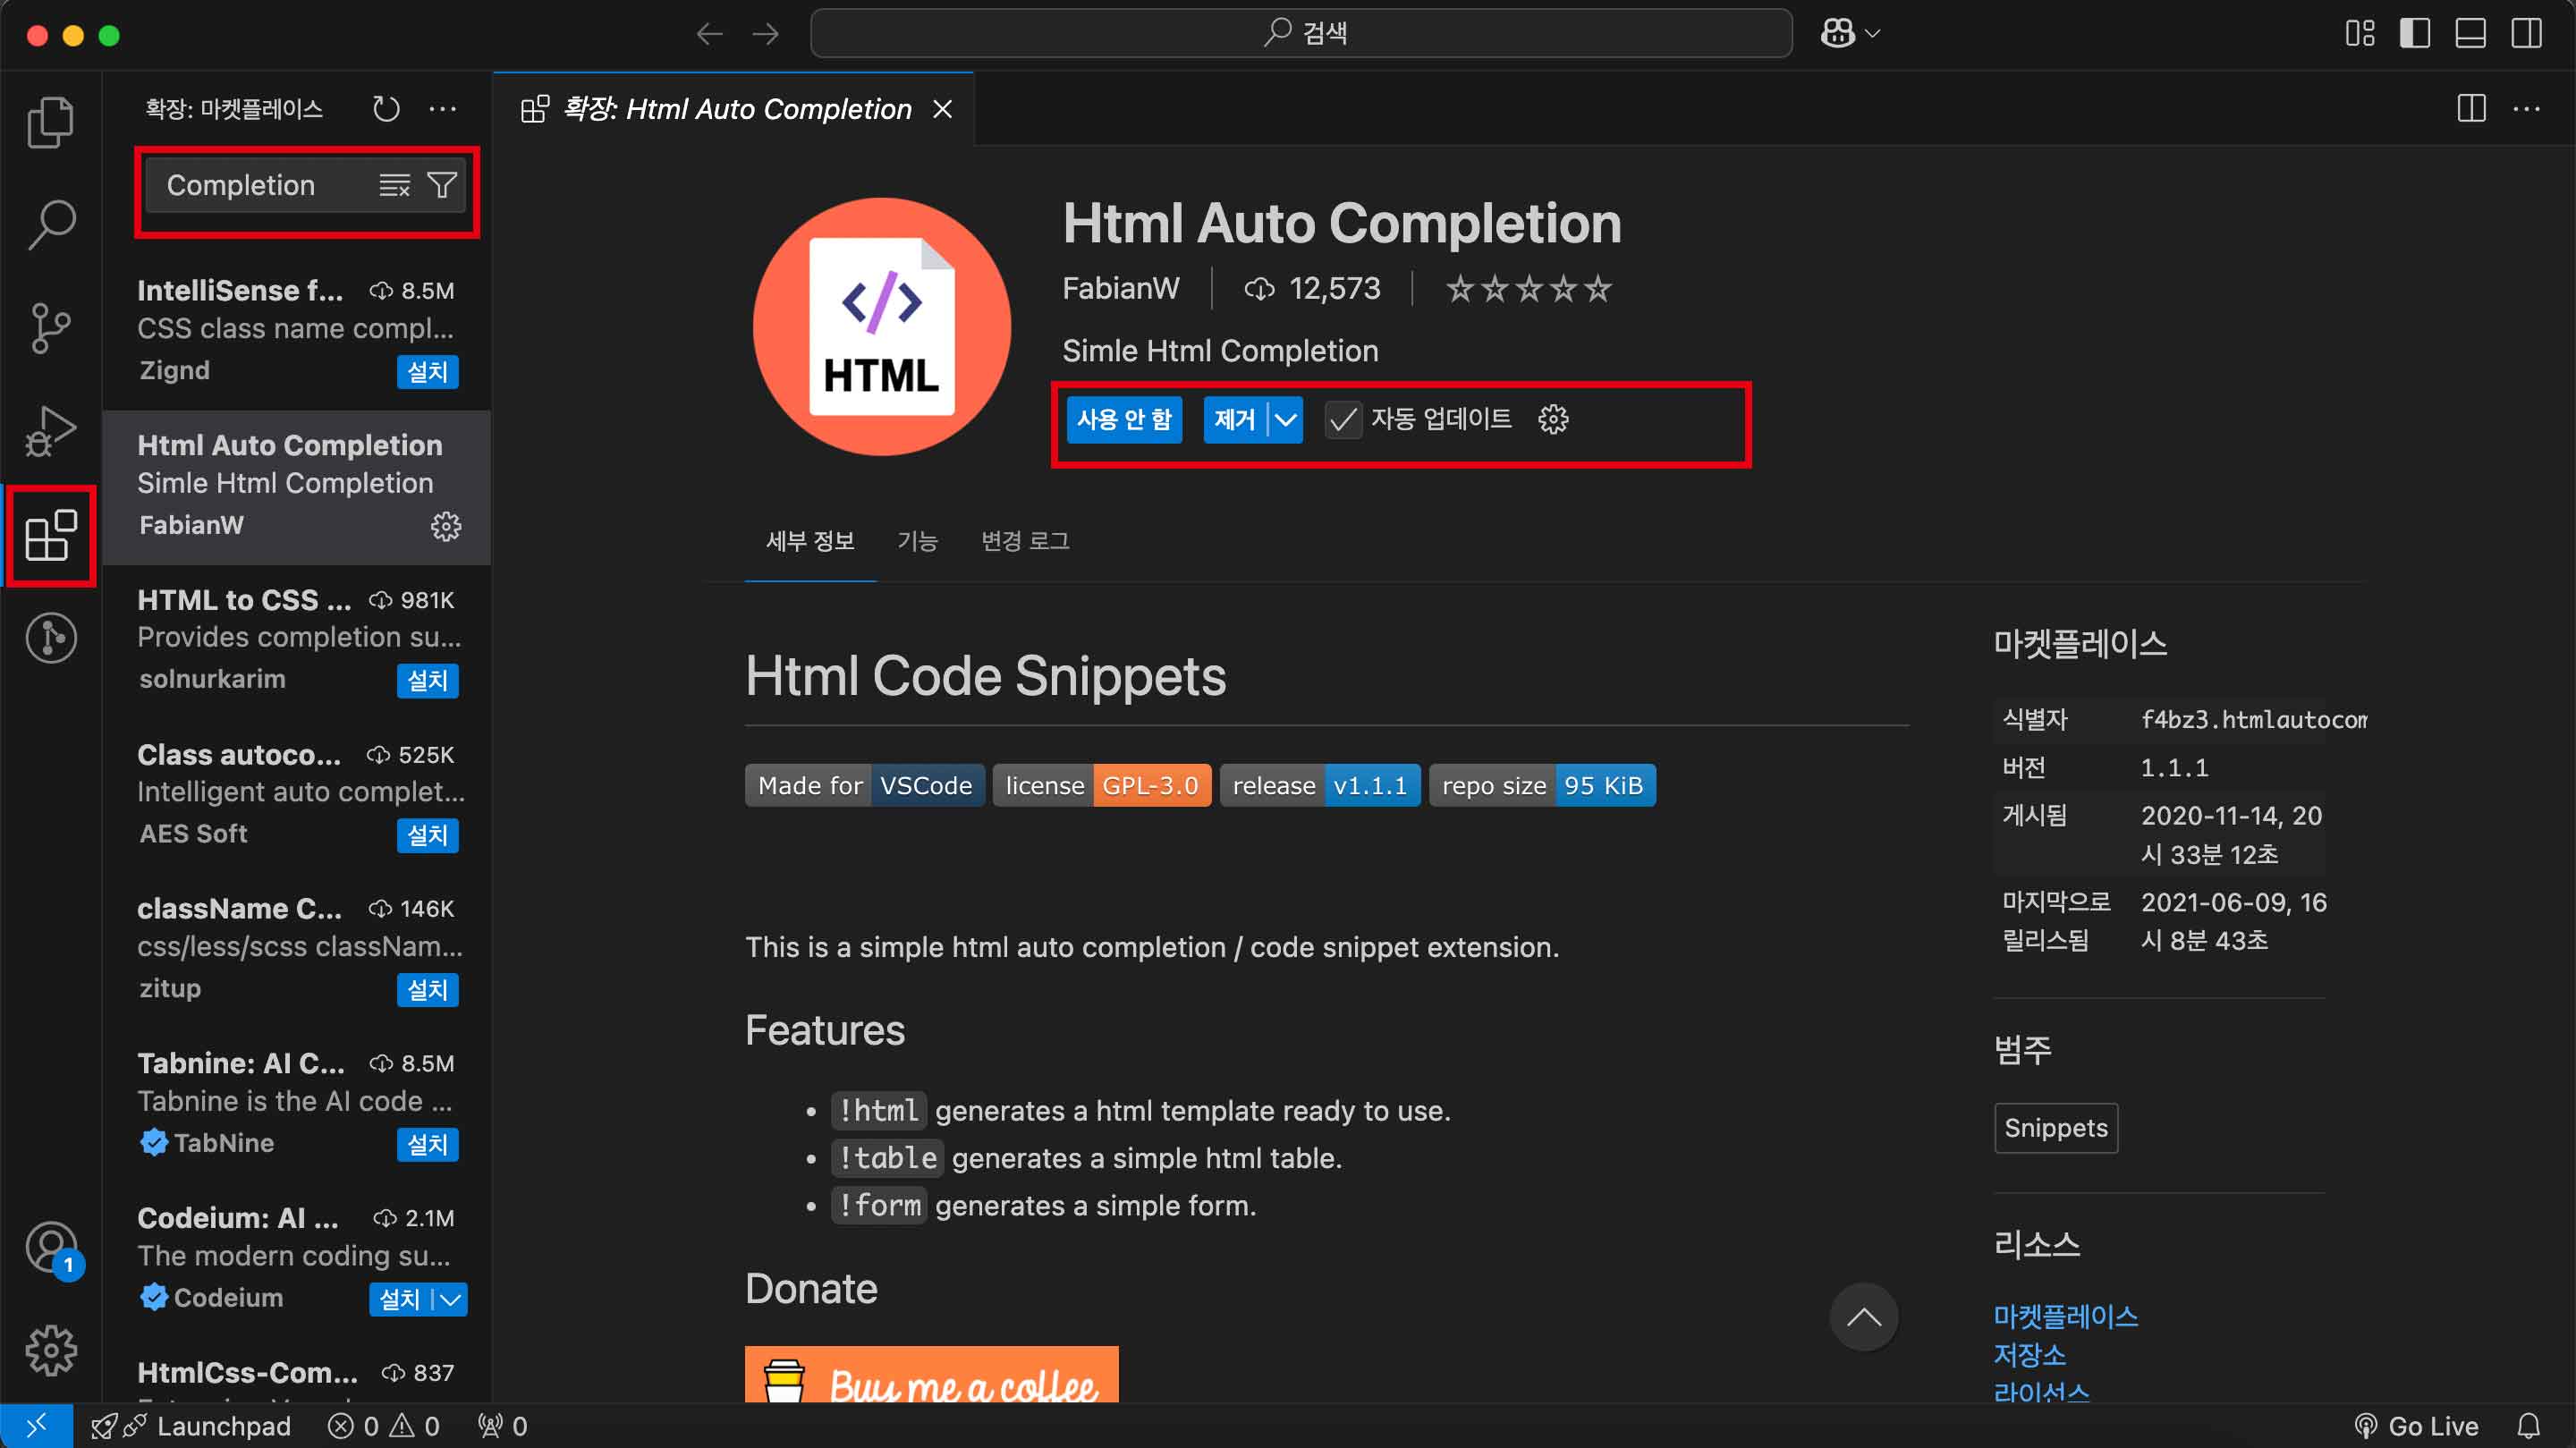 검색
확장: 마켓플레이스
확장: Html Auto Completion
Completion
IntelliSense f... 8.5M
CSS class name compl...
Zignd 설치
Html Auto Completion
Simle Html Completion
FabianW
HTML to CSS ... 981K
Provides completion su...
solnurkarim 설치
Class autoco... 525K
Intelligent auto complet...
AES Soft 설치
className C... 146K
css/less/scss classNam...
zitup 설치
Tabnine: AI C... 8.5M
Tabnine is the AI code ...
TabNine 설치
Codeium: AI ... 2.1M
The modern coding su...
Codeium 설치
HtmlCss-Com... 837
HTML
Html Auto Completion
FabianW 12,573
Simle Html Completion
사용 안 함 제거 자동 업데이트
세부 정보 기능 변경 로그
Html Code Snippets
Made for VSCode license GPL-3.0 release v1.1.1 repo size 95 KiB
This is a simple html auto completion / code snippet extension.
Features
• !html generates a html template ready to use.
• !table generates a simple html table.
• !form generates a simple form.
Donate
Buy me a coffee
마켓플레이스
식별자 f4bz3.htmlautocom
버전 1.1.1
게시됨 2020-11-14, 20
시 33분 12초
마지막으로 2021-06-09, 16
릴리스됨 시 8분 43초
범주
Snippets
리소스
마켓플레이스
저장소
라이선스
1
Launchpad 0 0 0
Go Live